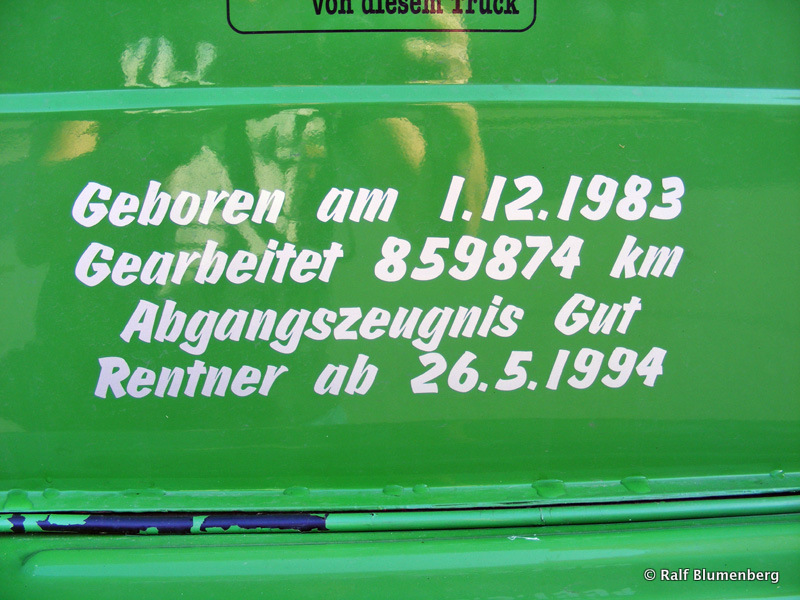 von diesem Truck
Geboren am 1.12.1983
Gearbeitet 859874 km
Abgangszeugnis Gut
Rentner ab 26.5.1994
© Ralf Blumenberg